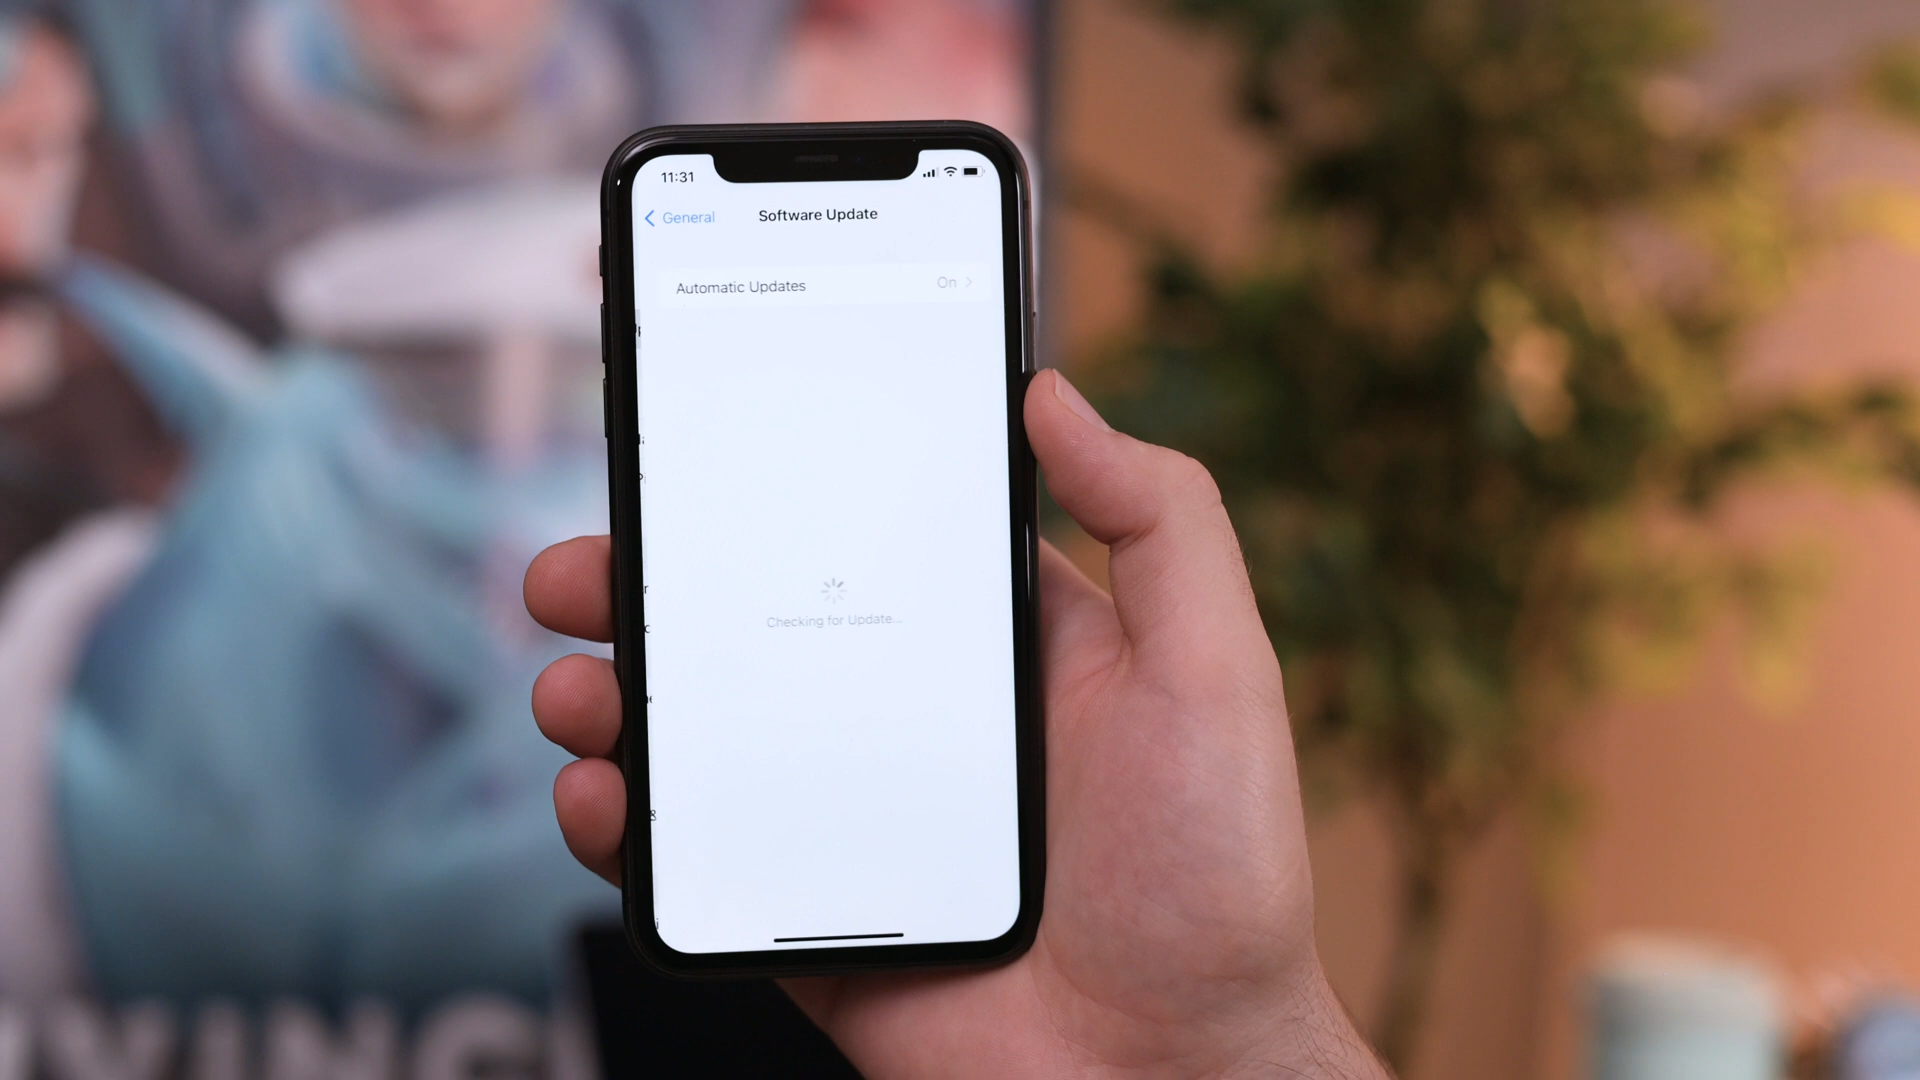 11:31
General
Software Update
Automatic Updates
On
Checking for Update...